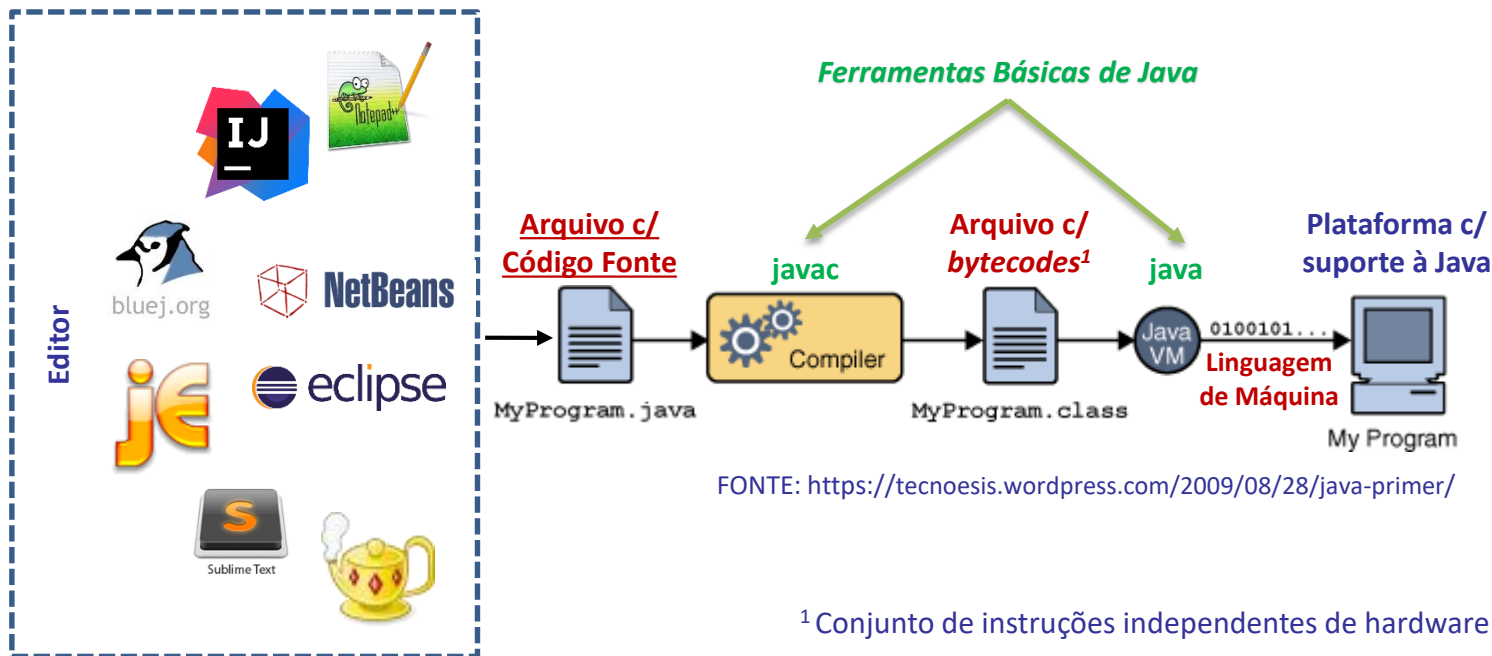 Editor
IJ
Notepad++
bluej.org
NetBeans
jE
eclipse
S
Sublime Text
Ferramentas Básicas de Java
Arquivo c/
Código Fonte
javac
Arquivo c/
bytecodes¹
java
Plataforma c/
suporte à Java
Compiler
Java
VM
0100101...
Linguagem
de Máquina
MyProgram.java
MyProgram.class
My Program
FONTE: https://tecnoesis.wordpress.com/2009/08/28/java-primer/
¹ Conjunto de instruções independentes de hardware